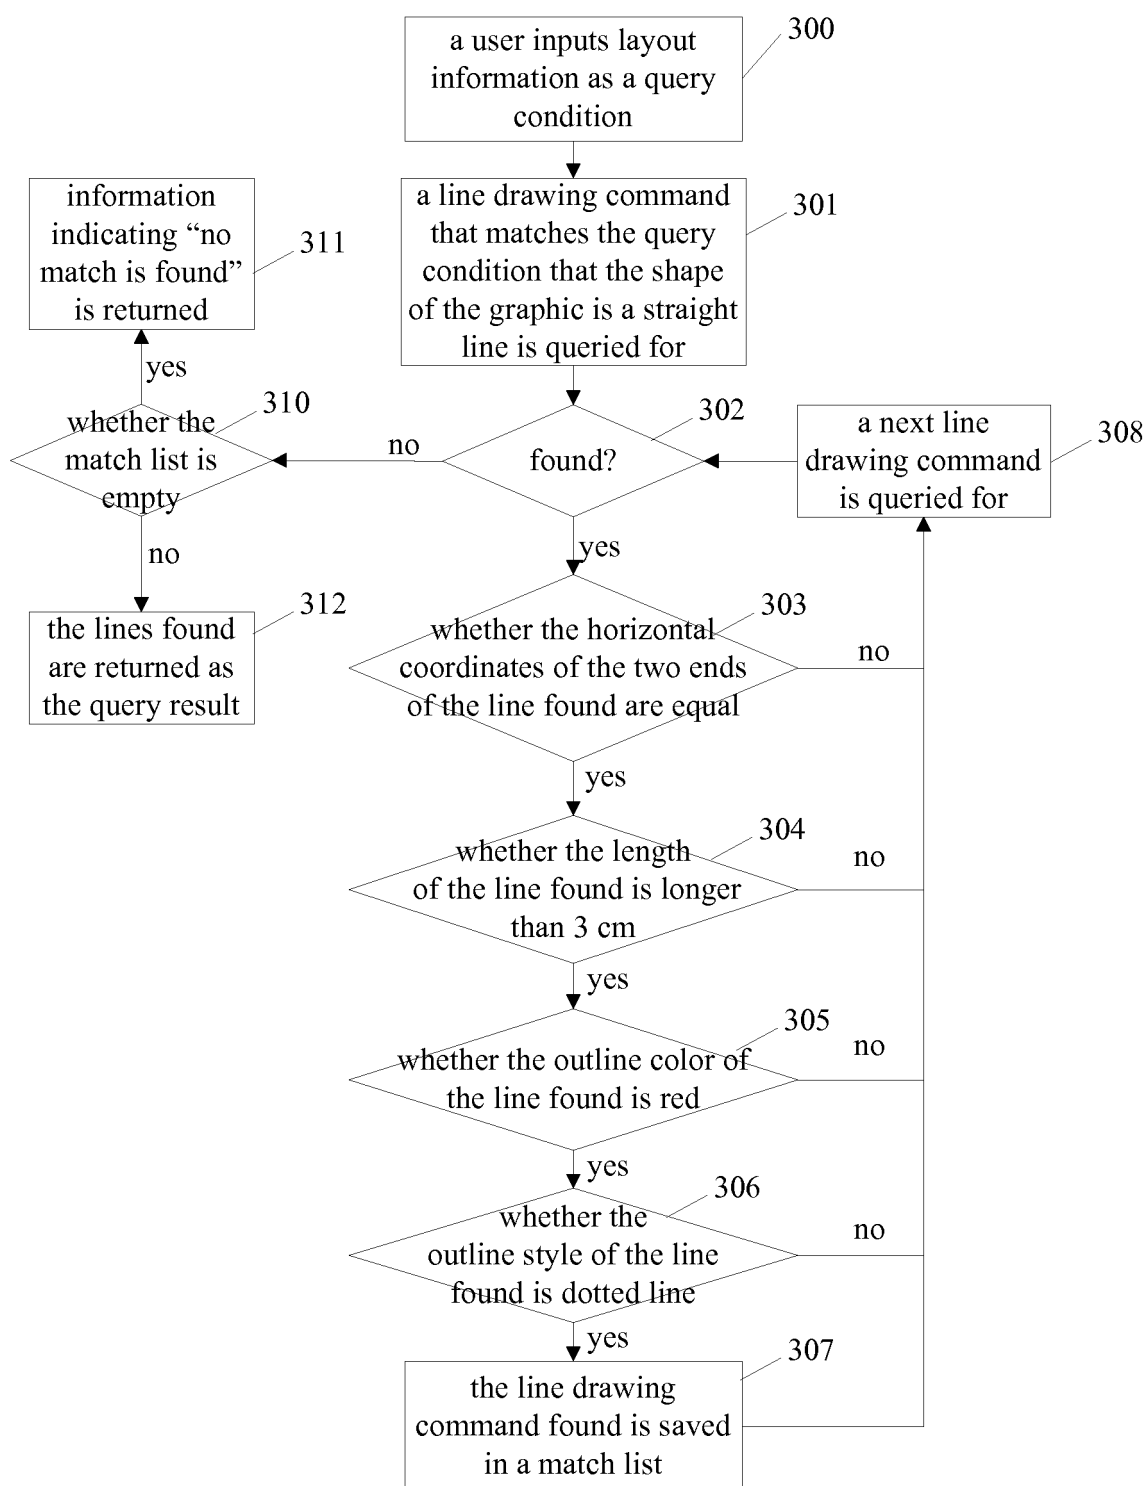 a user inputs layout
information as a query
condition
300
a line drawing command
that matches the query
condition that the shape
of the graphic is a straight
line is queried for
301
information
indicating “no
match is found”
is returned
311
yes
whether the
match list is
empty
310
no
found?
302
a next line
drawing command
is queried for
308
no
yes
the lines found
are returned as
the query result
312
whether the horizontal
coordinates of the two ends
of the line found are equal
303
no
yes
whether the length
of the line found is longer
than 3 cm
304
no
yes
whether the outline color of
the line found is red
305
no
yes
whether the
outline style of the line
found is dotted line
306
no
yes
the line drawing
command found is saved
in a match list
307